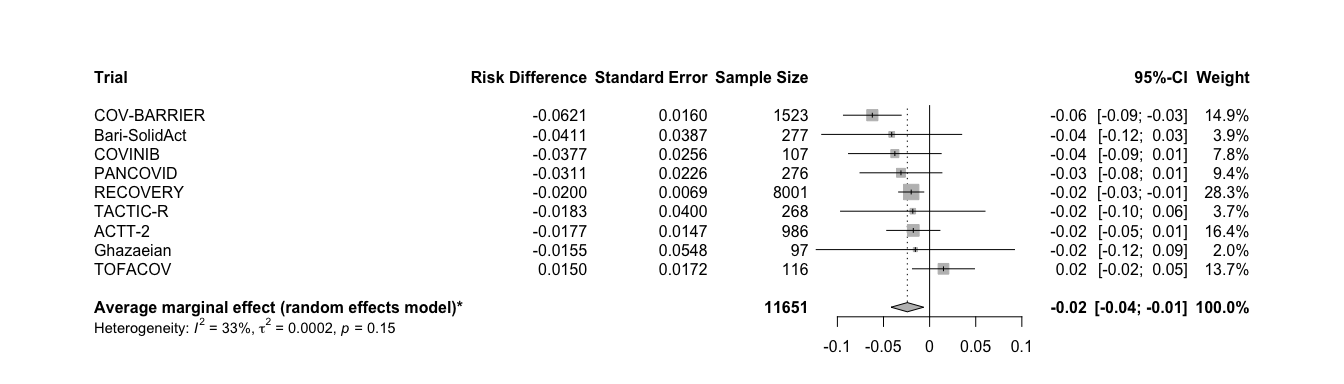 Trial Risk Difference Standard Error Sample Size 95%-CI Weight
COV-BARRIER -0.0621 0.0160 1523 -0.06 [-0.09; -0.03] 14.9%
Bari-SolidAct -0.0411 0.0387 277 -0.04 [-0.12; 0.03] 3.9%
COVINIB -0.0377 0.0256 107 -0.04 [-0.09; 0.01] 7.8%
PANCOVID -0.0311 0.0226 276 -0.03 [-0.08; 0.01] 9.4%
RECOVERY -0.0200 0.0069 8001 -0.02 [-0.03; -0.01] 28.3%
TACTIC-R -0.0183 0.0400 268 -0.02 [-0.10; 0.06] 3.7%
ACTT-2 -0.0177 0.0147 986 -0.02 [-0.05; 0.01] 16.4%
Ghazaeian -0.0155 0.0548 97 -0.02 [-0.12; 0.09] 2.0%
TOFACOV 0.0150 0.0172 116 0.02 [-0.02; 0.05] 13.7%
Average marginal effect (random effects model)* 11651 -0.02 [-0.04; -0.01] 100.0%
Heterogeneity: I² = 33%, τ² = 0.0002, p = 0.15
-0.1 -0.05 0 0.05 0.1